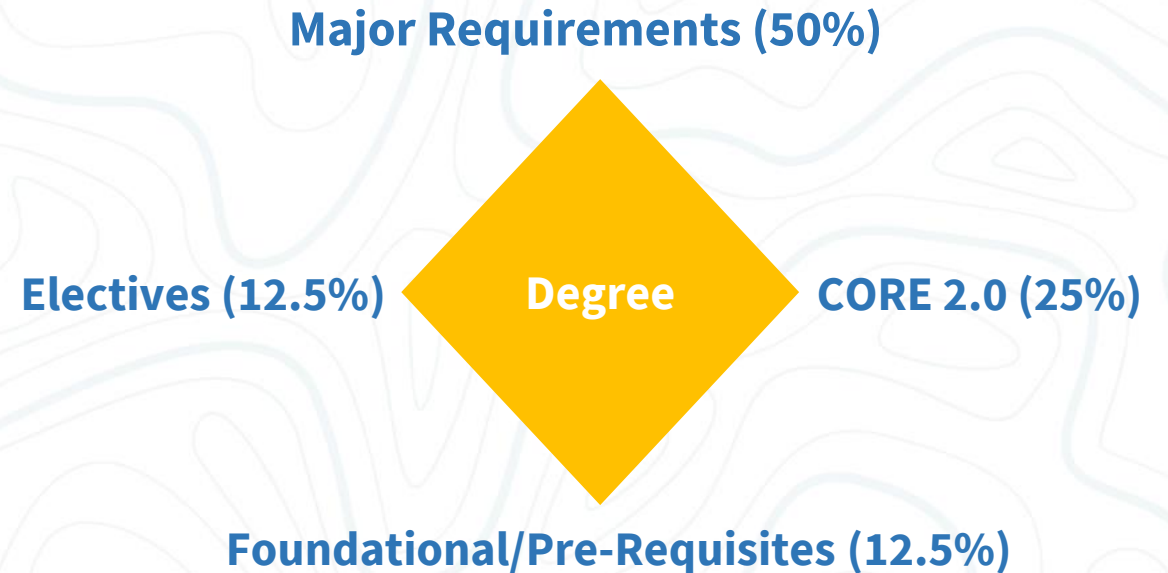 Major Requirements (50%)
Electives (12.5%)
Degree
CORE 2.0 (25%)
Foundational/Pre-Requisites (12.5%)